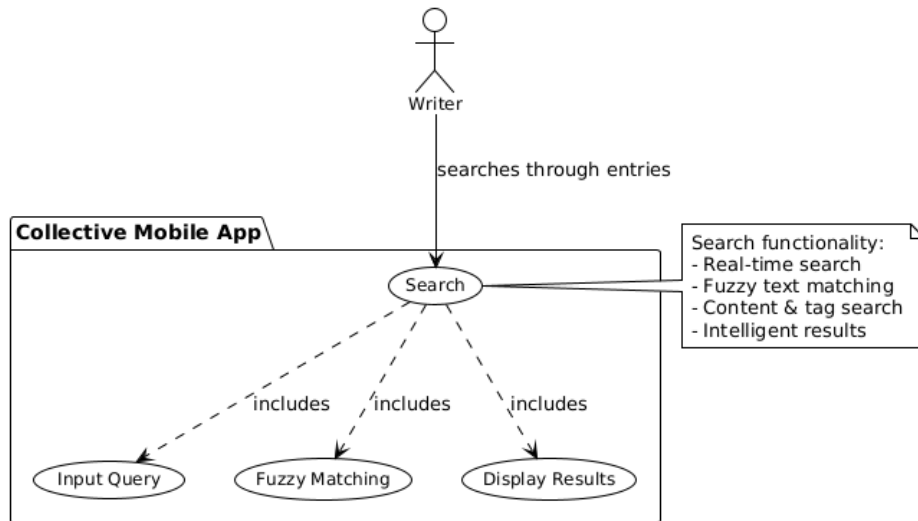 Writer
searches through entries
Collective Mobile App
Search functionality:
- Real-time search
- Fuzzy text matching
- Content & tag search
- Intelligent results
Search
includes
includes
includes
Input Query
Fuzzy Matching
Display Results